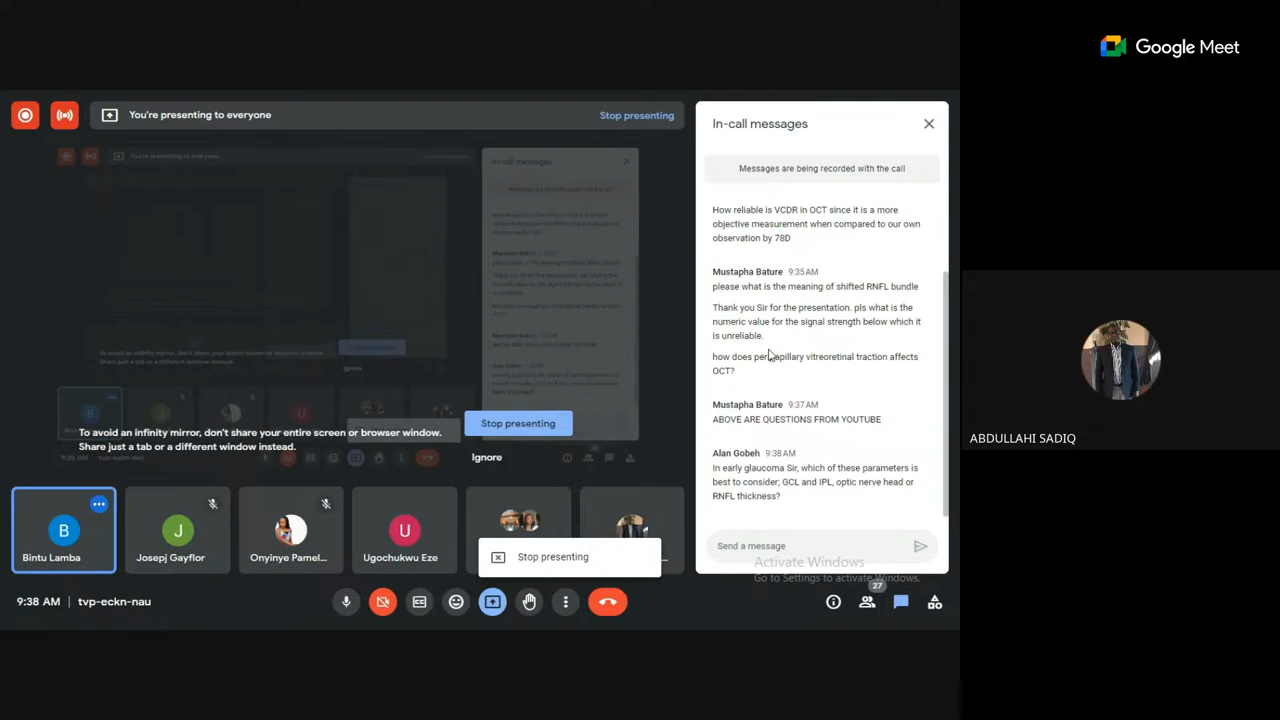 Google Meet
You're presenting to everyone
Stop presenting
In-call messages
Messages are being recorded with the call
How reliable is VCDR in OCT since it is a more
objective measurement when compared to our own
observation by 78D
Mustapha Bature 9:35 AM
please what is the meaning of shifted RNFL bundle
Thank you Sir for the presentation. pls what is the
numeric value for the signal strength below which it
is unreliable.
how does peripapillary vitreoretinal traction affects
OCT?
Mustapha Bature 9:37 AM
ABOVE ARE QUESTIONS FROM YOUTUBE
Alan Gobeh 9:38 AM
In early glaucoma Sir, which of these parameters is
best to consider; GCL and IPL, optic nerve head or
RNFL thickness?
Send a message
Activate Windows
Go to Settings to activate Windows.
To avoid an infinity mirror, don't share your entire screen or browser window.
Share just a tab or a different window instead.
Stop presenting
Ignore
B
Bintu Lamba
J
Josepj Gayflor
Onyinye Pamel...
U
Ugochukwu Eze
Stop presenting
9:38 AM | tvp-eckn-nau
27
ABDULLAHI SADIQ